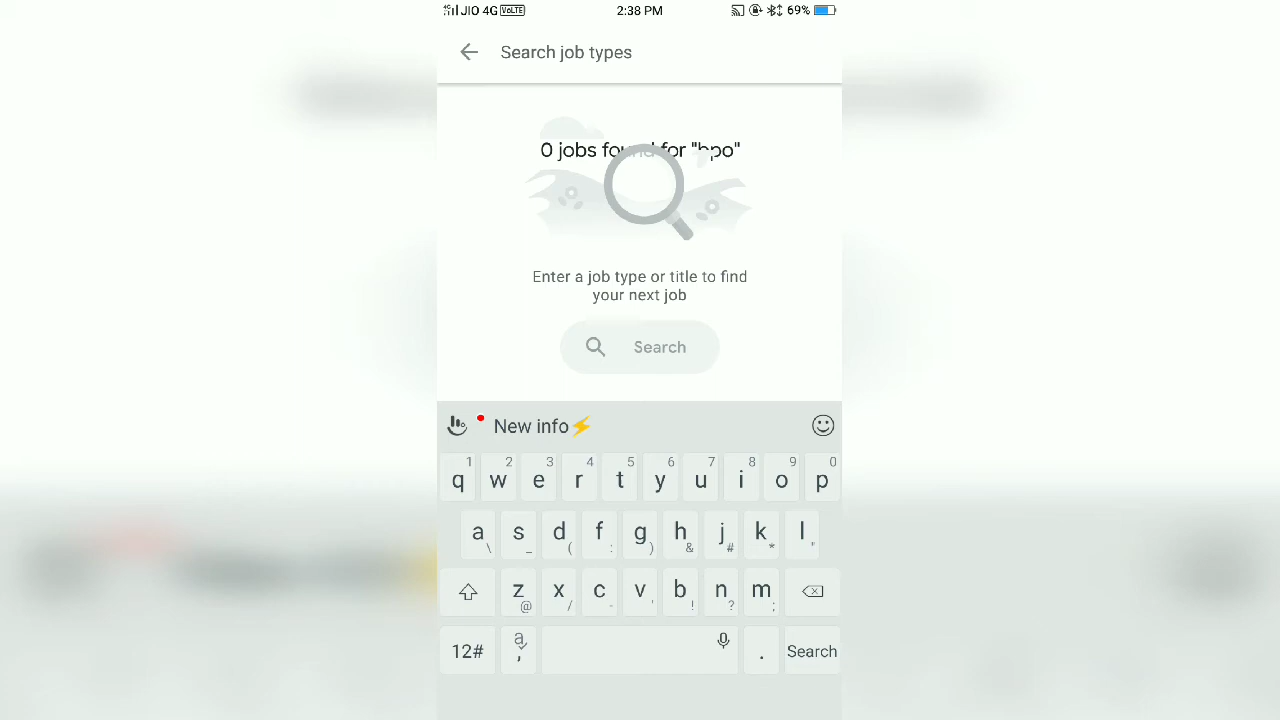 JIO 4G VoLTE 2:38 PM 69%
Search job types
0 jobs found for "bpo"
Enter a job type or title to find
your next job
Search
New info⚡
1 2 3 4 5 6 7 8 9 0
q w e r t y u i o p
a s d f g h j k l
\ _ ( : ) & # * "
z x c v b n m
@ / - ' ! ? ;
12# a , . Search